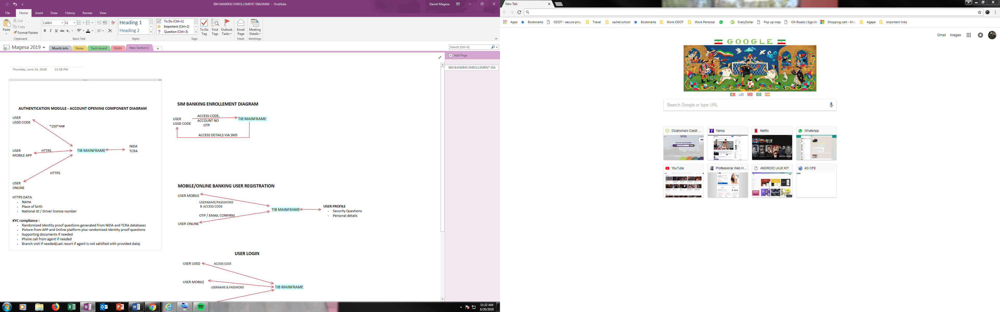 SIM BANKING ENROLLEMENT DIAGRAM - OneNote
Daniel Magesa
File Home Insert Draw History Review View
Paste
Cut
Copy
Format Painter
Clipboard
Calibri 11
B I U abc x₂ A
Basic Text
Heading 1
Heading 2
Styles
To Do (Ctrl+1)
Important (Ctrl+2)
Question (Ctrl+3)
Tags
To Do Tag
Find Tags
Outlook Tasks
Email Page
Email
Meeting Details
Meetings
Magesa 2019
Month info
Notes
Tech-board
DASH
New Section 1
Search (Ctrl+E)
Add Page
SIM BANKING ENROLLEMENT DIA
Thursday, June 14, 2018 12:58 PM
AUTHENTICATION MODULE - ACCOUNT OPENING COMPONENT DIAGRAM
USER
USSD CODE
*150*44#
USER
MOBILE APP
HTTPS
TIB MAINFRAME
NIDA
TCRA
HTTPS
USER
ONLINE
HTTPS DATA
- Name
- Place of birth
- National ID / Driver license number
KYC compliance :
- Randomized Identity proof questions generated from NIDA and TCRA databases
- Picture from APP and Online platform plus randomized identity proof questions
- Supporting documents if needed
- Phone call from agent If needed
- Branch visit if needed(Last resort if agent is not satisfied with provided data)
SIM BANKING ENROLLEMENT DIAGRAM
USER
USSD CODE
ACCESS CODE,
ACCOUNT NO
OTP
TIB MAINFRAME
ACCESS DETAILS VIA SMS
MOBILE/ONLINE BANKING USER REGISTRATION
USER MOBILE
USERNAME/PASSWORD
& ACCESS CODE
OTP / EMAIL CONFIRM
USER ONLINE
TIB MAINFRAME
USER PROFILE
- Security Questions
- Personal details
USER LOGIN
USER USSD
ACCESS CODE
USER MOBILE
USERNAME & PASSWORD
TIB MAINFRAME
11:32 AM
6/20/2018
New Tab
Apps
Bookmarks
ODOT - secure ping
Travel
rachel school
Bookmarks
Work ODOT
Work Personal
EveryDollar
Pop up map
OK-Roads | Sign In
Shopping cart - Mic
Agape
important links
Gmail Images
GOOGLE
Search Google or type URL
Oklahoma's Credit ...
Yahoo
Netflix
WhatsApp
YouTube
Professional Web H...
ANDROID UIUX KIT:
4G CPE